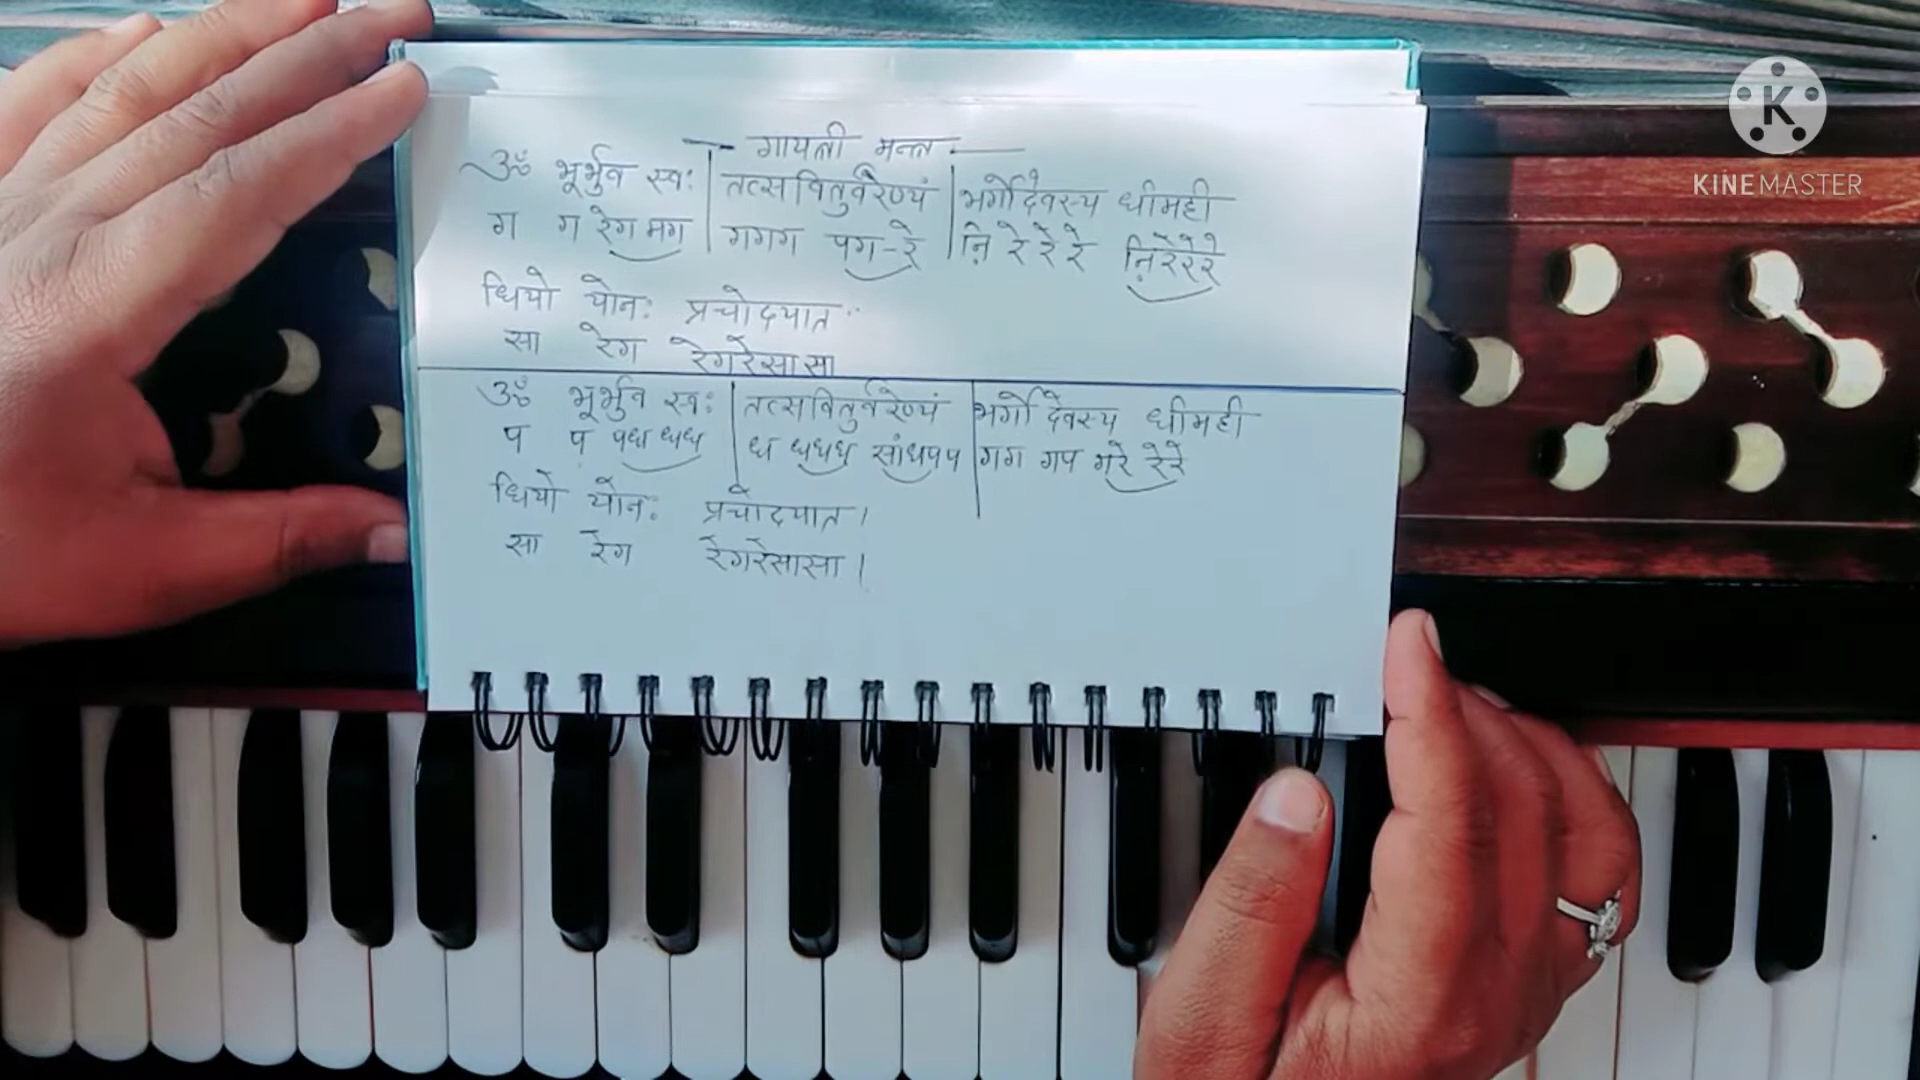 गायत्री मन्त्र
ॐ भूर्भुव स्वः | तत्सवितुर्वरेण्यं | भर्गोदेवस्य धीमही
ग ग रेग मग | गगग पग-रे | ऩि रे रे रे ऩिरेरेरे
धियो योनः प्रचोदयात
सा रेग रेगरेसासा
ॐ भूर्भुव स्वः | तत्सवितुर्वरेण्यं | भर्गो देवस्य धीमही
प प पध धध | ध धधध सांधपप | गग गप गरे रेरे
धियो योनः प्रचोदयात।
सा रेग रेगरेसासा।
K
KINEMASTER